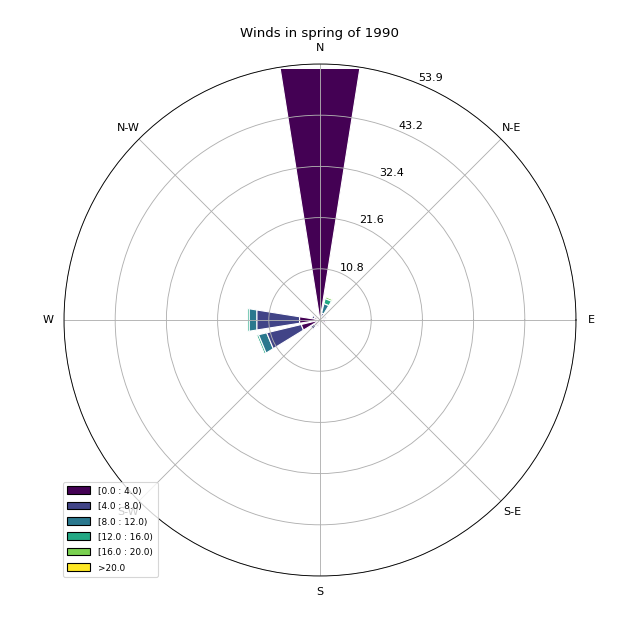 Winds in spring of 1990
N
53.9
N-W
43.2
N-E
32.4
21.6
10.8
W
E
[0.0 : 4.0)
[4.0 : 8.0)
S-W
S-E
[8.0 : 12.0)
[12.0 : 16.0)
[16.0 : 20.0)
>20.0
S